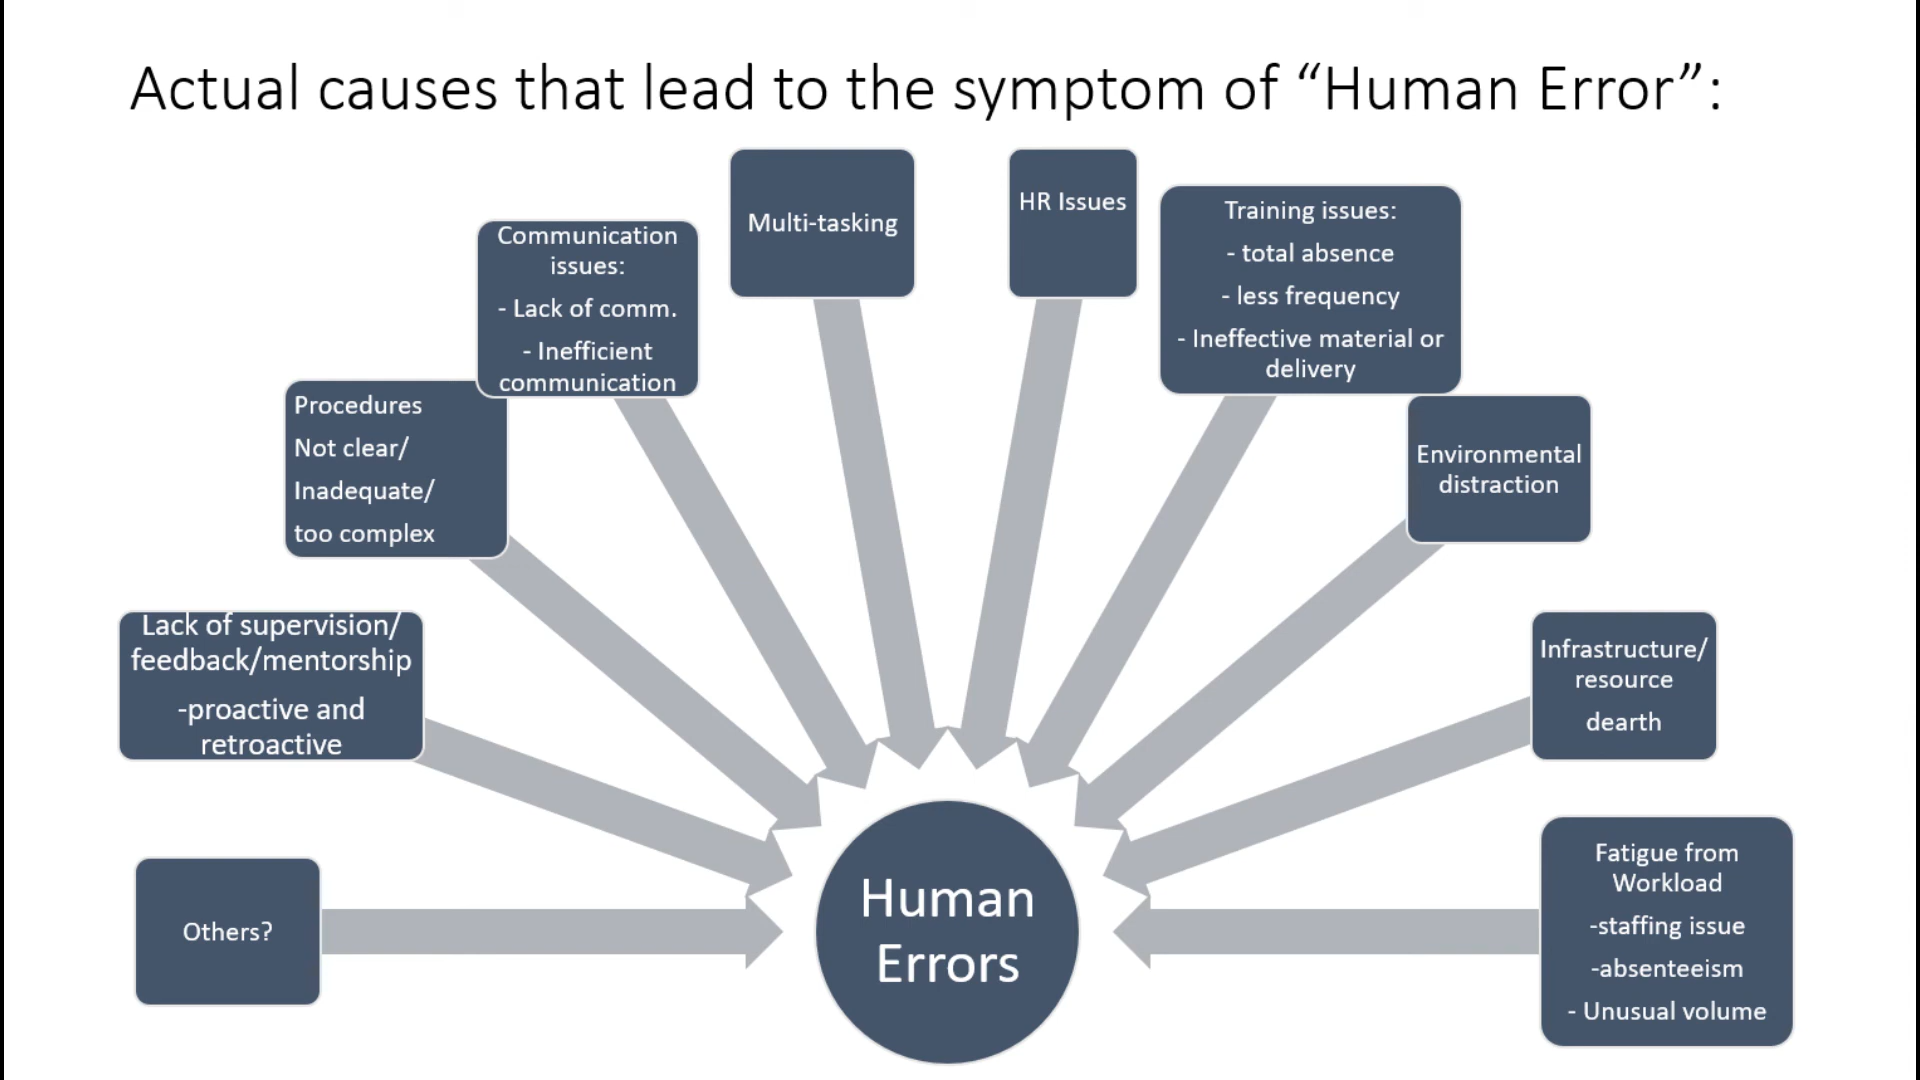 Actual causes that lead to the symptom of “Human Error”:
Multi-tasking
HR Issues
Training issues:
- total absence
- less frequency
- Ineffective material or
delivery
Communication
issues:
- Lack of comm.
- Inefficient
communication
Procedures
Not clear/
Inadequate/
too complex
Environmental
distraction
Lack of supervision/
feedback/mentorship
-proactive and
retroactive
Infrastructure/
resource
dearth
Others?
Human
Errors
Fatigue from
Workload
-staffing issue
-absenteeism
- Unusual volume